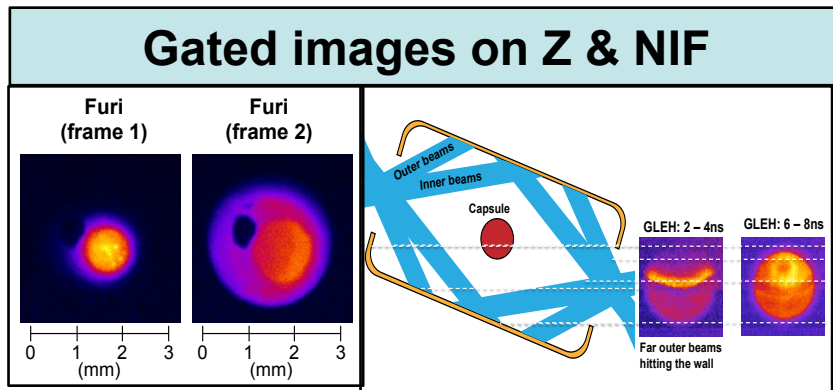 Gated images on Z & NIF
Furi
(frame 1)
Furi
(frame 2)
0 1 2 3
(mm)
0 1 2 3
(mm)
Outer beams
Inner beams
Capsule
GLEH: 2 – 4ns
GLEH: 6 – 8ns
Far outer beams
hitting the wall